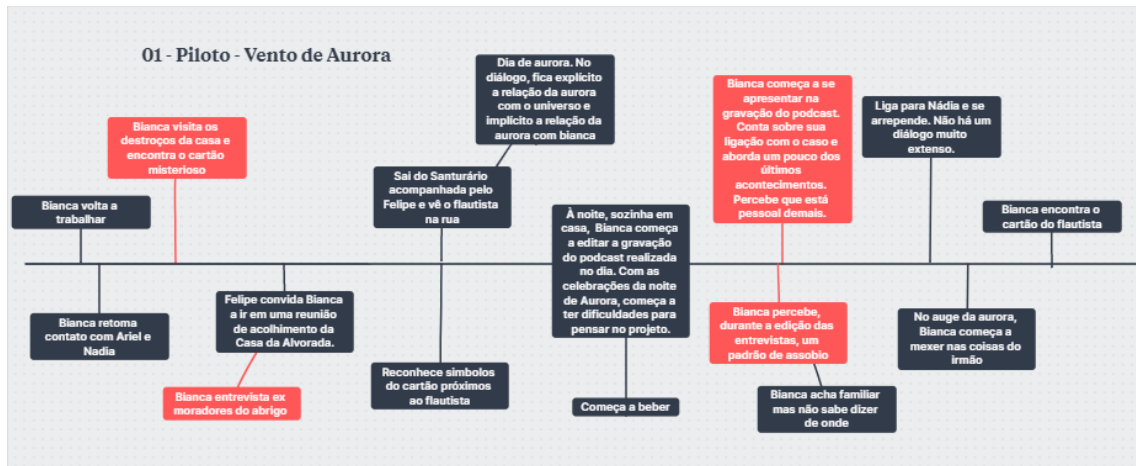 01 - Piloto - Vento de Aurora
Bianca volta a
trabalhar
Bianca retoma
contato com Ariel e
Nadia
Bianca visita os
destroços da casa e
encontra o cartão
misterioso
Felipe convida Bianca
a ir em uma reunião
de acolhimento da
Casa da Alvorada.
Bianca entrevista ex
moradores do abrigo
Sai do Santurário
acompanhada pelo
Felipe e vê o flautista
na rua
Dia de aurora. No
diálogo, fica explícito
a relação da aurora
com o universo e
implícito a relação da
aurora com bianca
Reconhece simbolos
do cartão próximos
ao flautista
À noite, sozinha em
casa, Bianca começa
a editar a gravação
do podcast realizada
no dia. Com as
celebrações da noite
de Aurora, começa a
ter dificuldades para
pensar no projeto.
Começa a beber
Bianca começa a se
apresentar na
gravação do podcast.
Conta sobre sua
ligação com o caso e
aborda um pouco dos
últimos
acontecimentos.
Percebe que está
pessoal demais.
Bianca percebe,
durante a edição das
entrevistas, um
padrão de assobio
Bianca acha familiar
mas não sabe dizer
de onde
Liga para Nádia e se
arrepende. Não há um
diálogo muito
extenso.
No auge da aurora,
Bianca começa a
mexer nas coisas do
irmão
Bianca encontra o
cartão do flautista